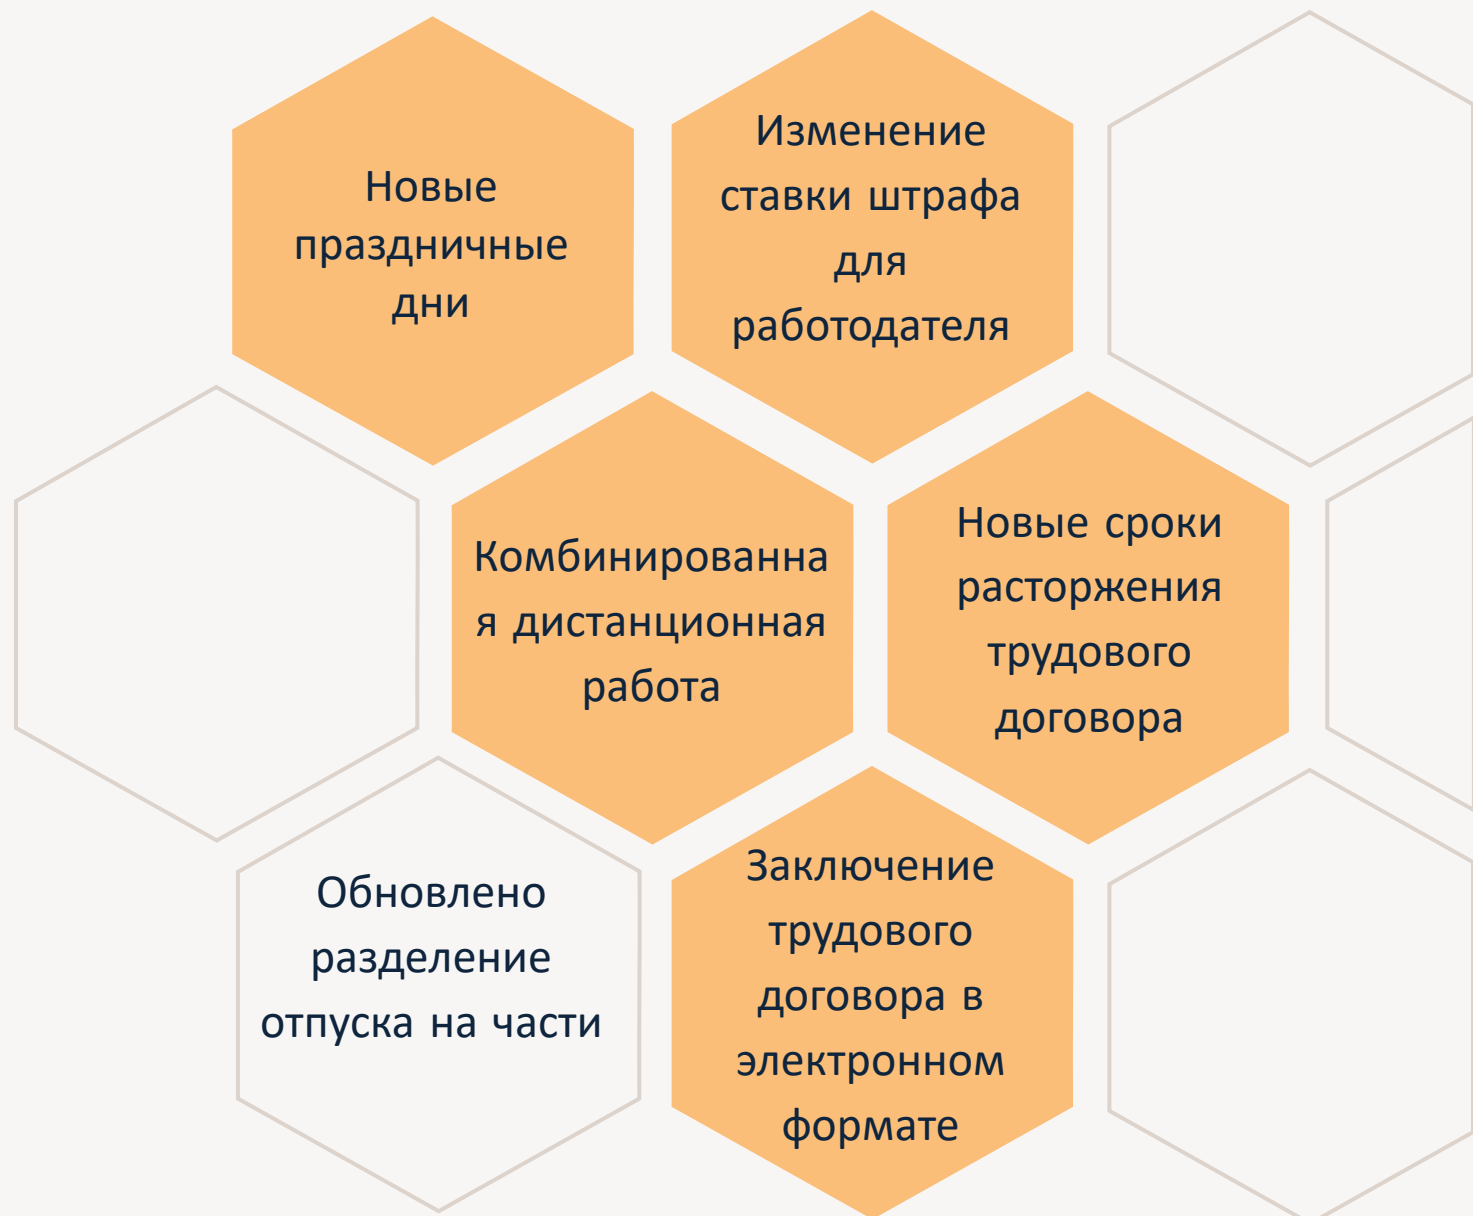 Новые
праздничные
дни
Изменение
ставки штрафа
для
работодателя
Комбинированна
я дистанционная
работа
Новые сроки
расторжения
трудового
договора
Обновлено
разделение
отпуска на части
Заключение
трудового
договора в
электронном
формате